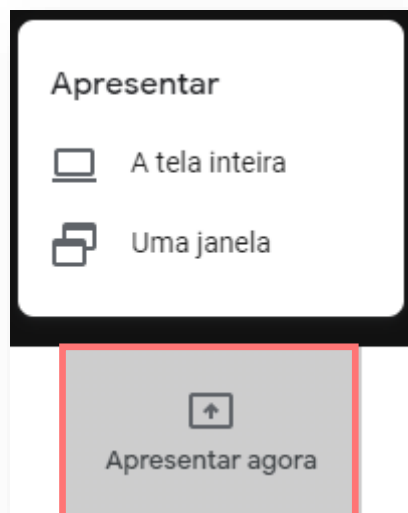 Apresentar
A tela inteira
Uma janela
Apresentar agora